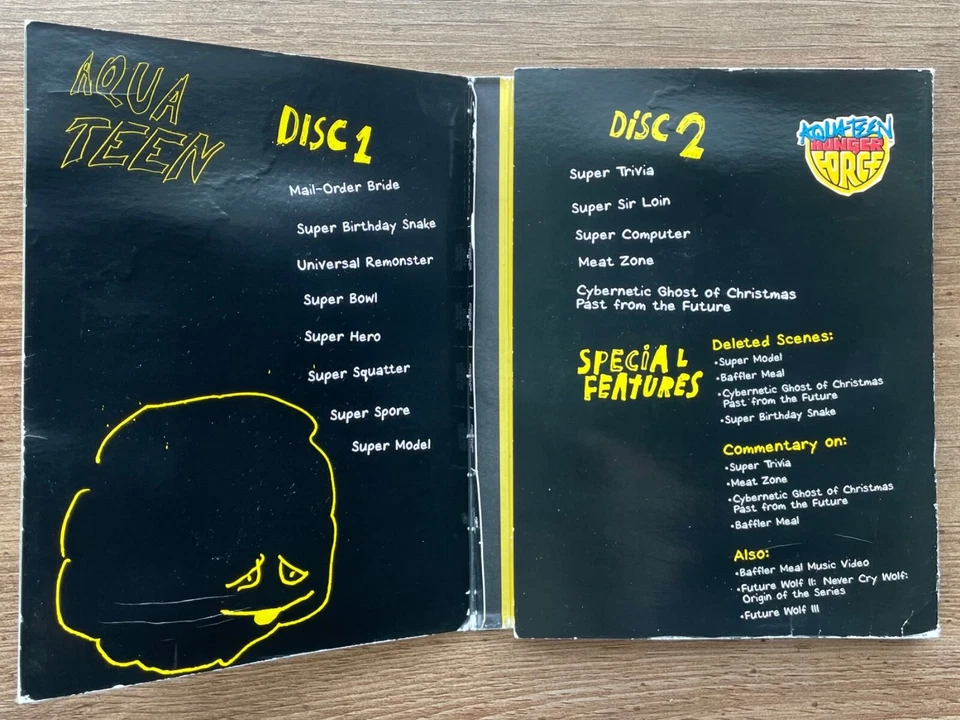 AQUA
TEEN
DISC 1
Mail-Order Bride
Super Birthday Snake
Universal Remonster
Super Bowl
Super Hero
Super Squatter
Super Spore
Super Model
DiSC 2
AQUA TEEN
HUNGER
FORCE
Super Trivia
Super Sir Loin
Super Computer
Meat Zone
Cybernetic Ghost of Christmas
Past from the Future
SPECiAL
FEATURES
Deleted Scenes:
•Super Model
•Baffler Meal
•Cybernetic Ghost of Christmas
Past from the Future
•Super Birthday Snake
Commentary on:
•Super Trivia
•Meat Zone
•Cybernetic Ghost of Christmas
Past from the Future
•Baffler Meal
Also:
•Baffler Meal Music Video
•Future Wolf II: Never Cry Wolf:
Origin of the Series
•Future Wolf III